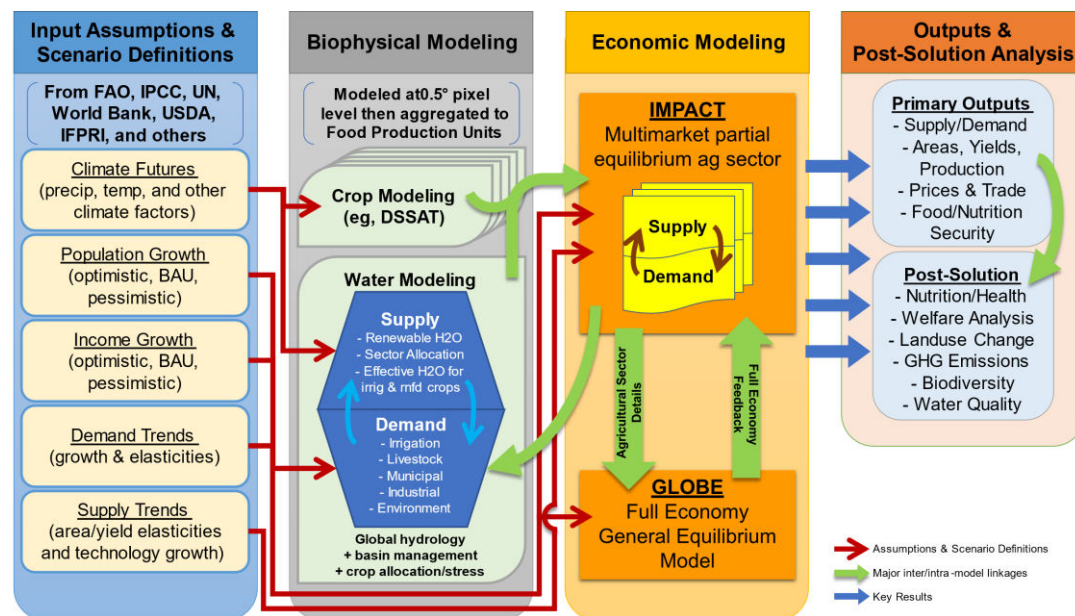 Input Assumptions &
Scenario Definitions
From FAO, IPCC, UN,
World Bank, USDA,
IFPRI, and others
Climate Futures
(precip, temp, and other
climate factors)
Population Growth
(optimistic, BAU,
pessimistic)
Income Growth
(optimistic, BAU,
pessimistic)
Demand Trends
(growth & elasticities)
Supply Trends
(area/yield elasticities
and technology growth)
Biophysical Modeling
Modeled at0.5° pixel
level then aggregated to
Food Production Units
Crop Modeling
(eg, DSSAT)
Water Modeling
Supply
- Renewable H2O
- Sector Allocation
- Effective H2O for
irrig & rnfd crops
Demand
- Irrigation
- Livestock
- Municipal
- Industrial
- Environment
Global hydrology
+ basin management
+ crop allocation/stress
Economic Modeling
IMPACT
Multimarket partial
equilibrium ag sector
Supply
Demand
Agricultural Sector
Details
Full Economy
Feedback
GLOBE
Full Economy
General Equilibrium
Model
Outputs &
Post-Solution Analysis
Primary Outputs
- Supply/Demand
- Areas, Yields,
Production
- Prices & Trade
- Food/Nutrition
Security
Post-Solution
- Nutrition/Health
- Welfare Analysis
- Landuse Change
- GHG Emissions
- Biodiversity
- Water Quality
Assumptions & Scenario Definitions
Major inter/intra-model linkages
Key Results